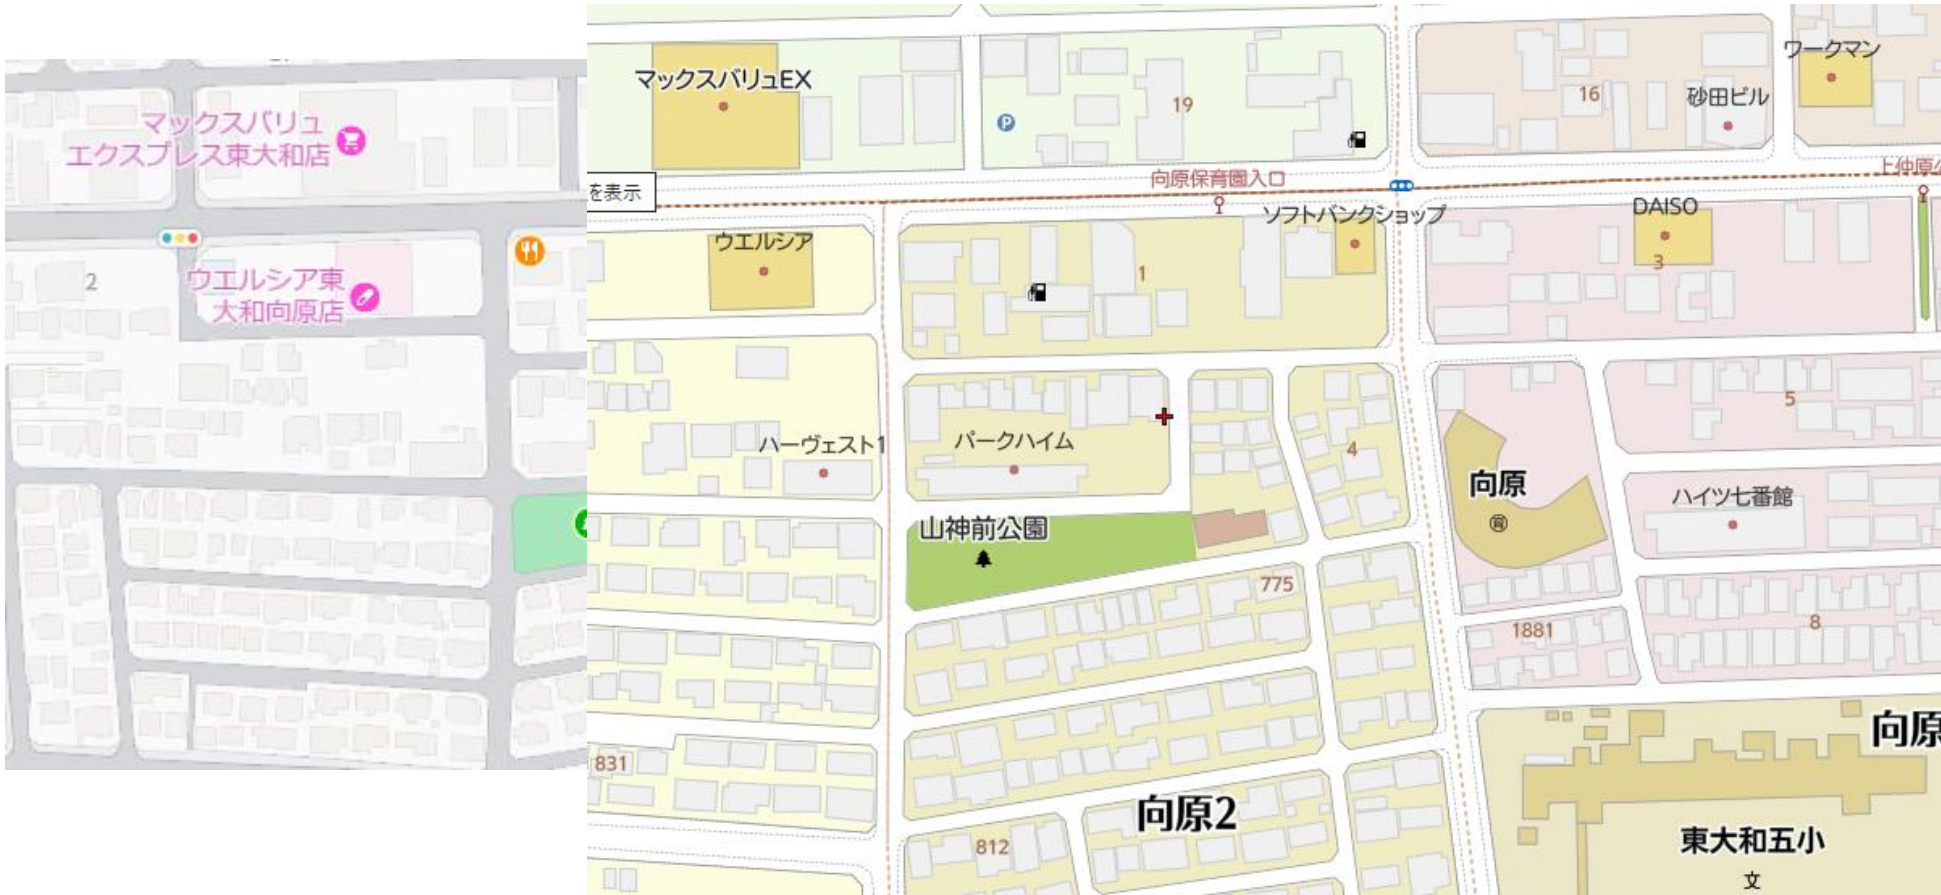 マックスバリュ
エクスプレス東大和店
2
ウエルシア東
大和向原店
マックスバリュEX
19
16
砂田ビル
ワークマン
を表示
向原保育園入口
上仲原公
ウエルシア
1
ソフトバンクショップ
DAISO
3
ハーヴェスト1
パークハイム
4
向原
5
ハイツ七番館
山神前公園
775
1881
8
831
812
向原2
向原
東大和五小
文
P